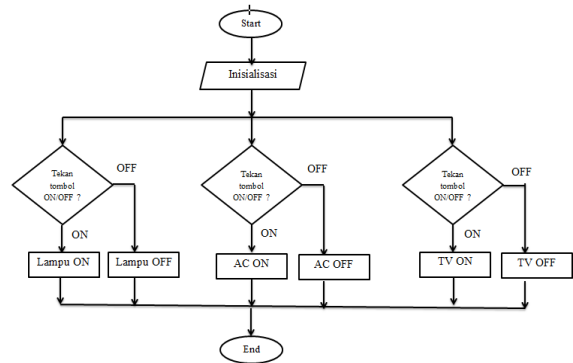 Start
Inisialisasi
Tekan
tombol
ON/OFF ?
OFF
ON
Lampu ON
Lampu OFF
Tekan
tombol
ON/OFF ?
OFF
ON
AC ON
AC OFF
Tekan
tombol
ON/OFF ?
OFF
ON
TV ON
TV OFF
End